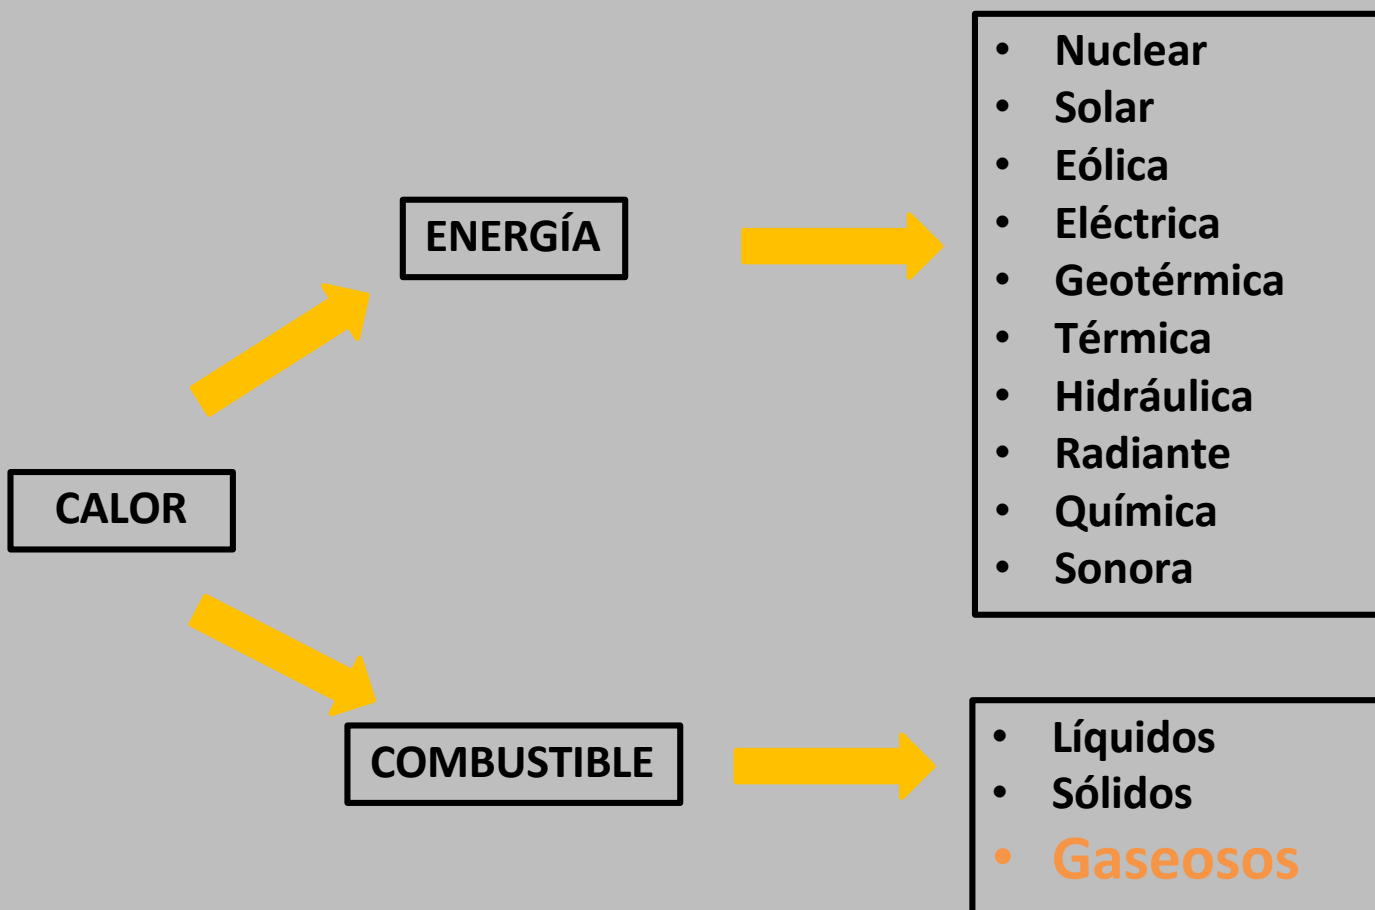 CALOR
ENERGÍA
• Nuclear
• Solar
• Eólica
• Eléctrica
• Geotérmica
• Térmica
• Hidráulica
• Radiante
• Química
• Sonora
COMBUSTIBLE
• Líquidos
• Sólidos
• Gaseosos